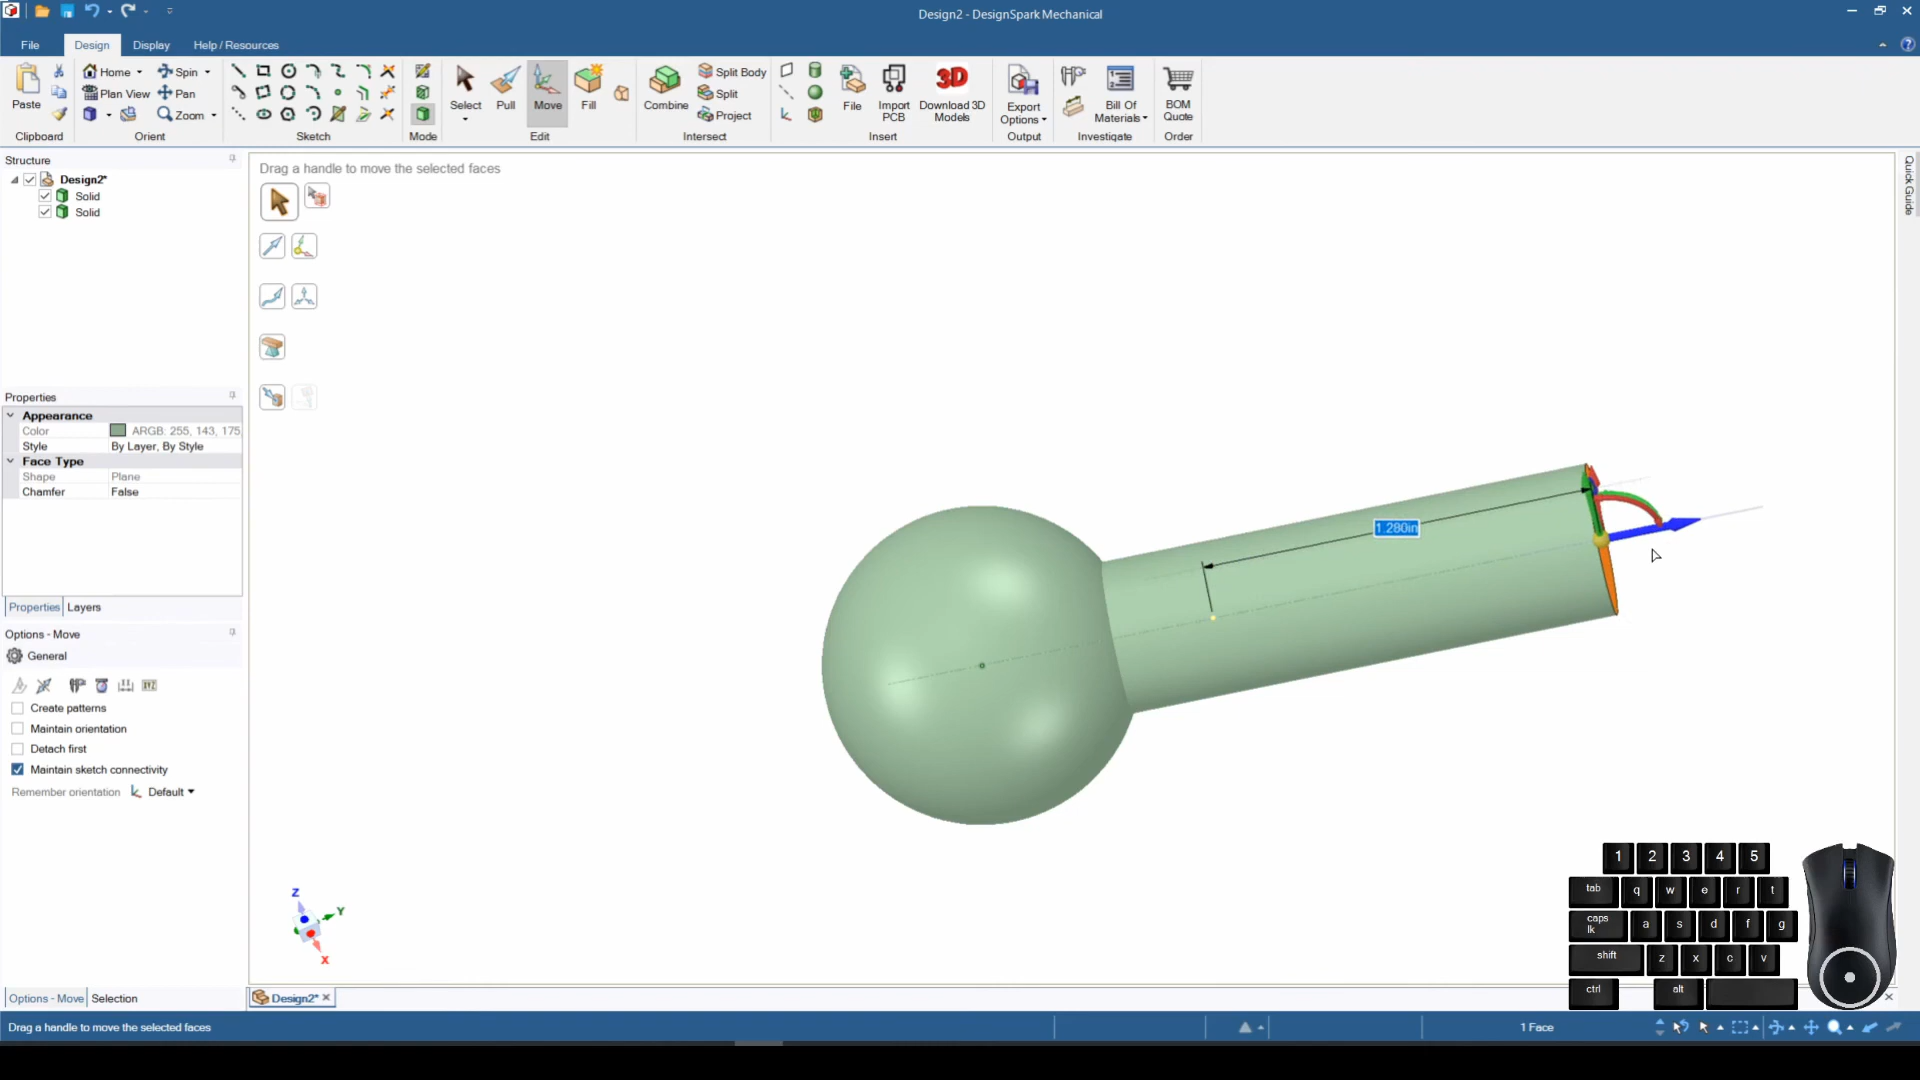 Design2 - DesignSpark Mechanical
File Design Display Help / Resources
Paste
Home
Plan View
Spin
Pan
Zoom
Select
Pull
Move
Fill
Combine
Split Body
Split
Project
File
Import PCB
Download 3D Models
3D
Export Options
Bill Of Materials
BOM Quote
Clipboard Orient Sketch Mode Edit Intersect Insert Output Investigate Order
Structure
Design2*
Solid
Solid
Drag a handle to move the selected faces
Quick Guide
Properties
Appearance
Color ARGB: 255, 143, 175,
Style By Layer, By Style
Face Type
Shape Plane
Chamfer False
Properties Layers
Options - Move
General
XYZ
Create patterns
Maintain orientation
Detach first
Maintain sketch connectivity
Remember orientation Default
1.280in
Z
Y
X
1 2 3 4 5
tab q w e r t
caps lk a s d f g
shift z x c v
ctrl alt
Options - Move Selection
Design2*
Drag a handle to move the selected faces
1 Face